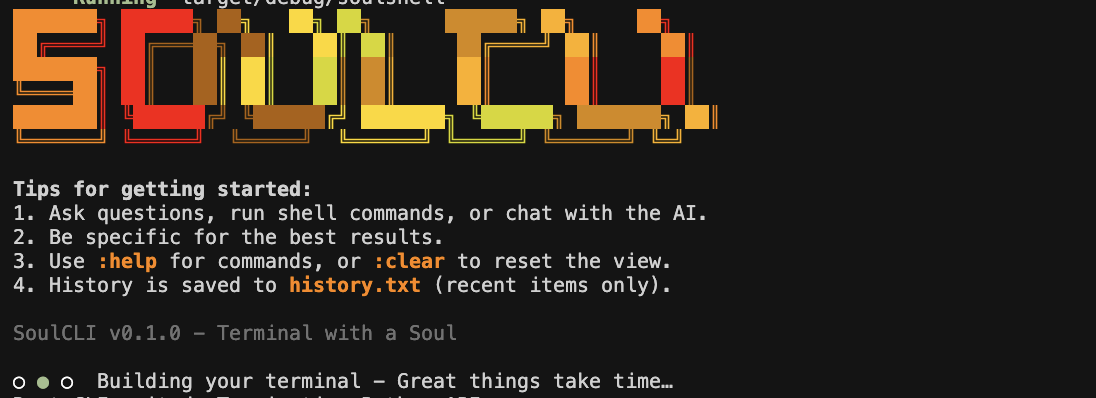 Running target/debug/soulshell
SOULCLI
Tips for getting started:
1. Ask questions, run shell commands, or chat with the AI.
2. Be specific for the best results.
3. Use :help for commands, or :clear to reset the view.
4. History is saved to history.txt (recent items only).
SoulCLI v0.1.0 – Terminal with a Soul
Building your terminal – Great things take time…